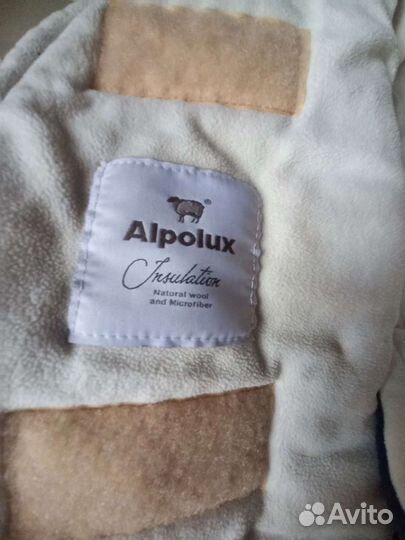 Alpolux
Insulation
Natural wool
and Microfiber
Avito